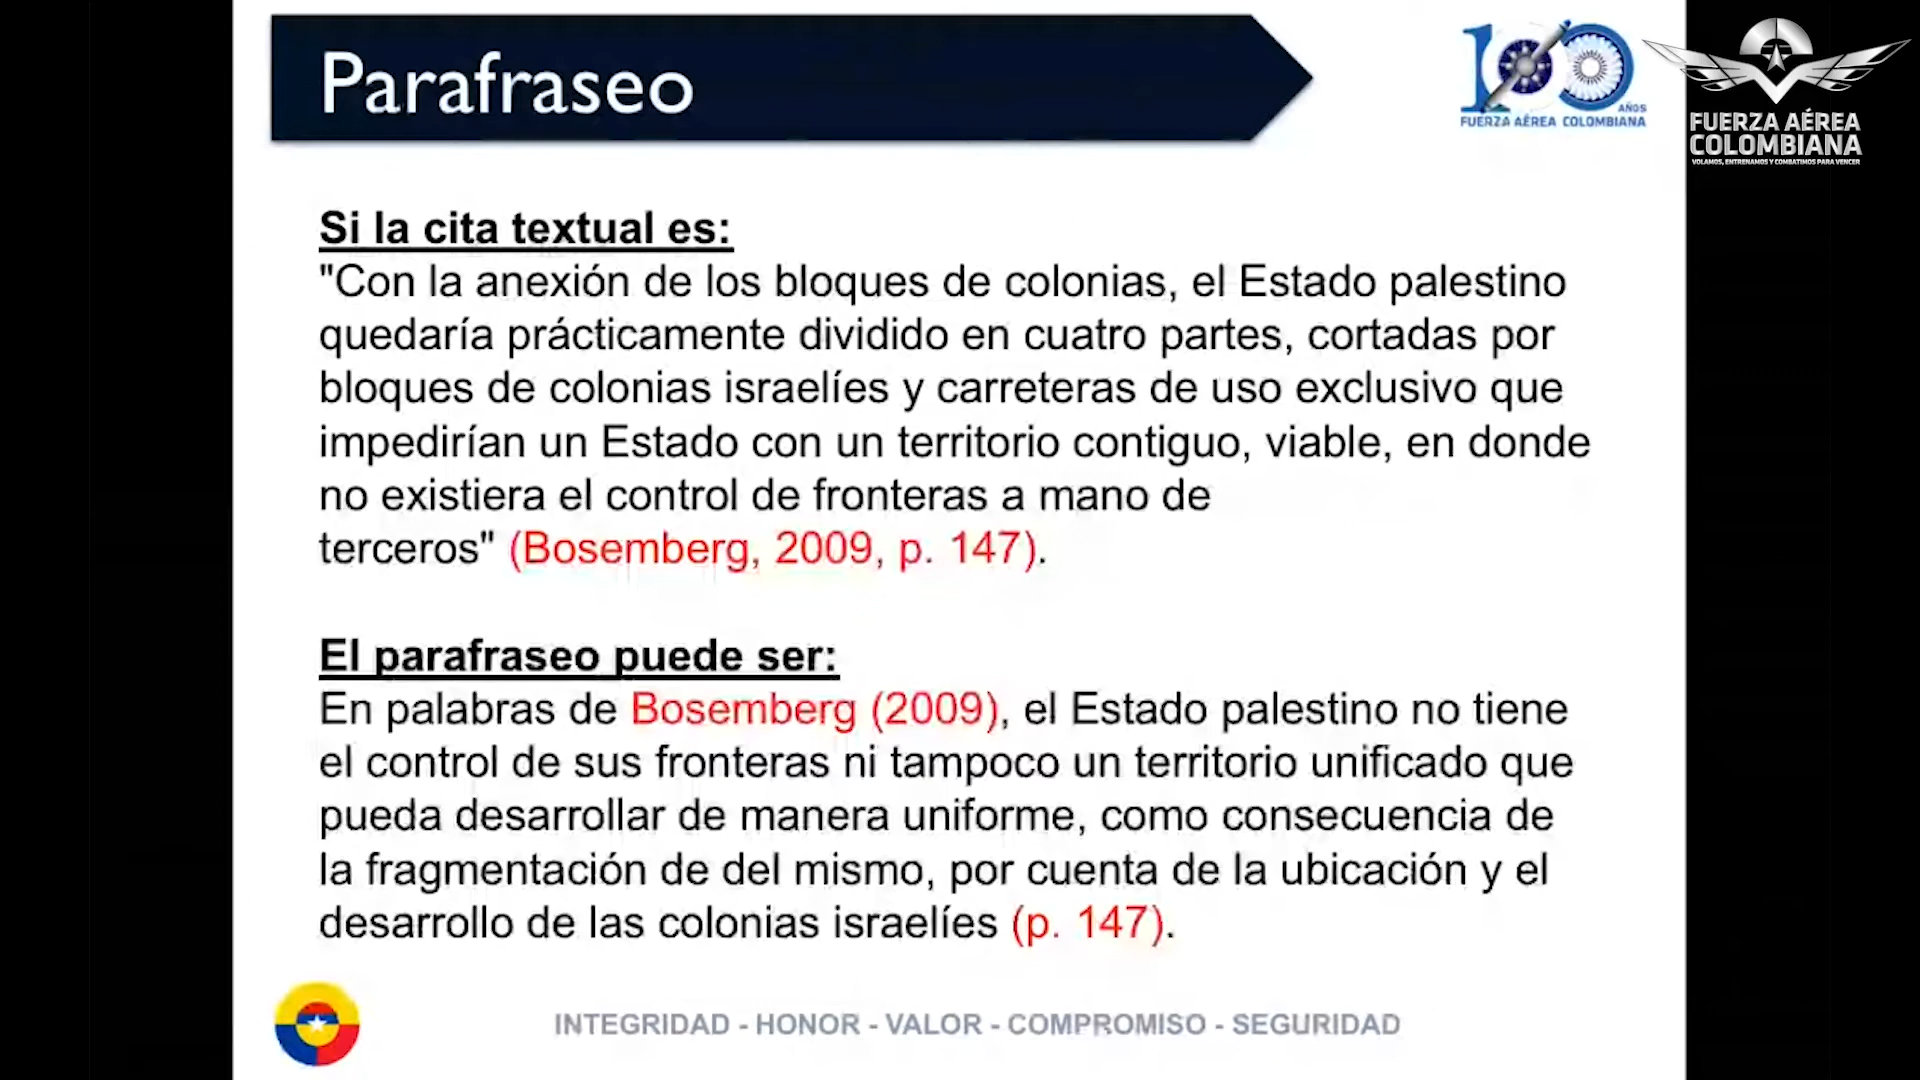 Parafraseo
100
AÑOS
FUERZA AÉREA COLOMBIANA
FUERZA AÉREA
COLOMBIANA
VOLAMOS, ENTRENAMOS Y COMBATIMOS PARA VENCER
Si la cita textual es:
"Con la anexión de los bloques de colonias, el Estado palestino
quedaría prácticamente dividido en cuatro partes, cortadas por
bloques de colonias israelíes y carreteras de uso exclusivo que
impedirían un Estado con un territorio contiguo, viable, en donde
no existiera el control de fronteras a mano de
terceros" (Bosemberg, 2009, p. 147).
El parafraseo puede ser:
En palabras de Bosemberg (2009), el Estado palestino no tiene
el control de sus fronteras ni tampoco un territorio unificado que
pueda desarrollar de manera uniforme, como consecuencia de
la fragmentación de del mismo, por cuenta de la ubicación y el
desarrollo de las colonias israelíes (p. 147).
INTEGRIDAD - HONOR - VALOR - COMPROMISO - SEGURIDAD